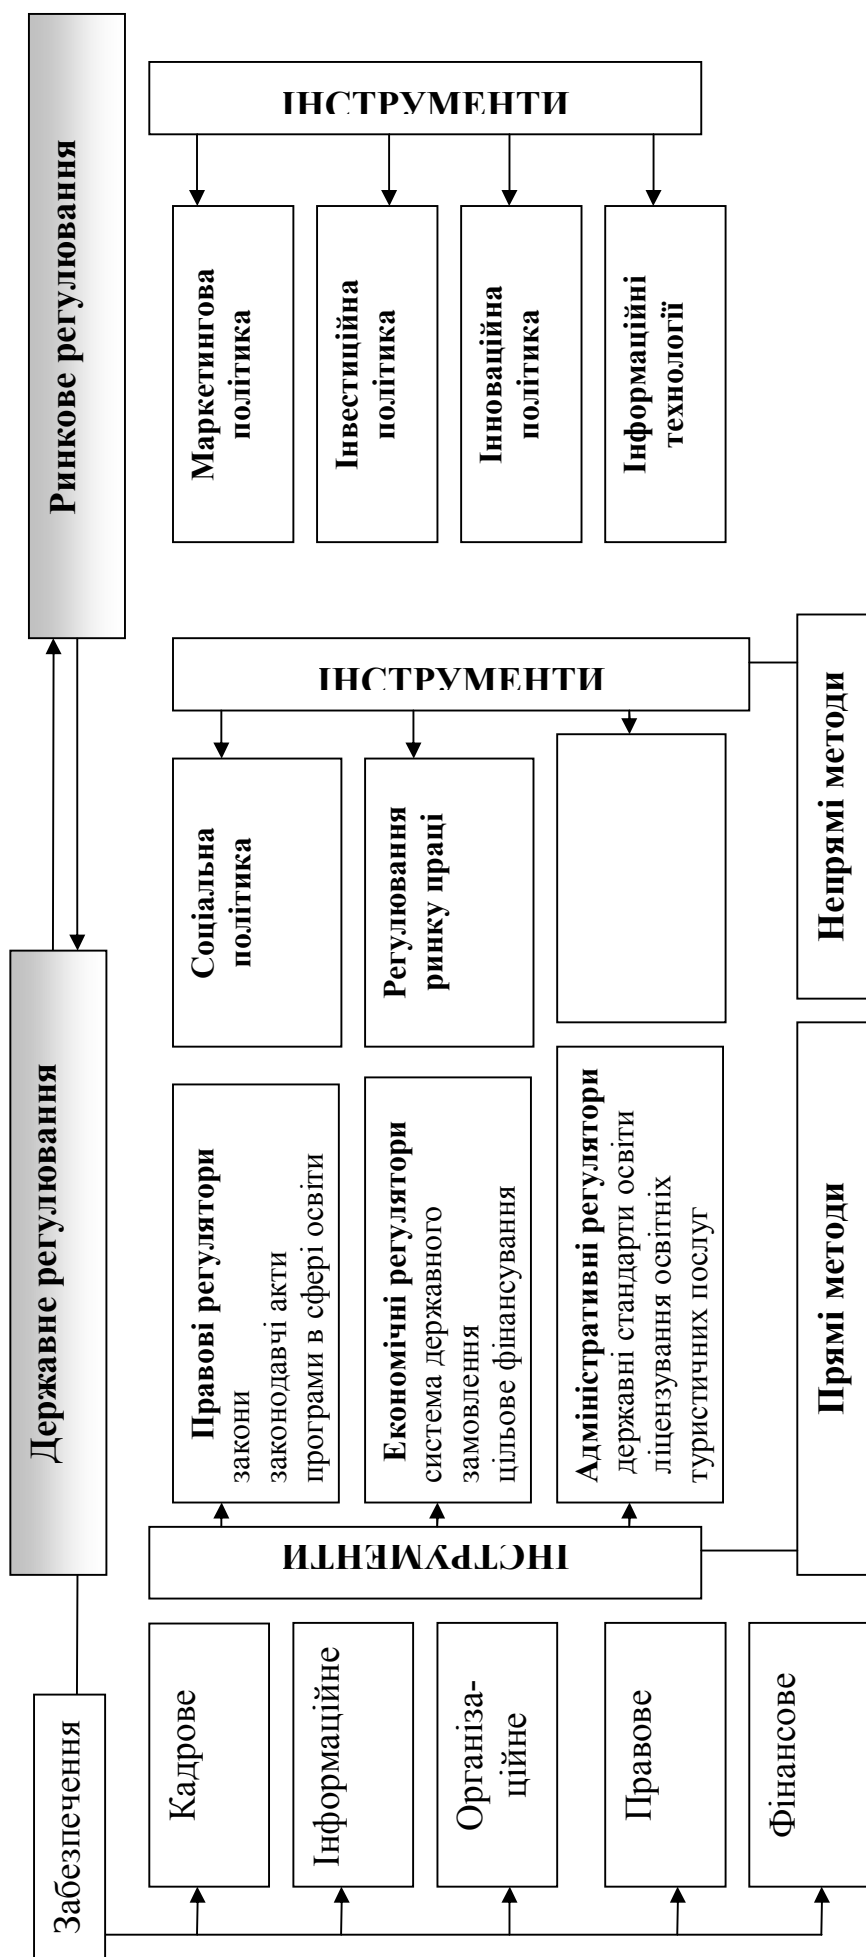 Державне регулювання
Ринкове регулювання
Забезпечення
Кадрове
Інформаційне
Організа-
ційне
Правове
Фінансове
ІНСТРУМЕНТИ
Правові регулятори
закони
законодавчі акти
програми в сфері освіти
Економічні регулятори
система державного
замовлення
цільове фінансування
Адміністративні регулятори
державні стандарти освіти
ліцензування освітніх
туристичних послуг
Прямі методи
Соціальна
політика
Регулювання
ринку праці
ІНСТРУМЕНТИ
Непрямі методи
Маркетингова
політика
Інвестиційна
політика
Інноваційна
політика
Інформаційні
технології
ІНСТРУМЕНТИ